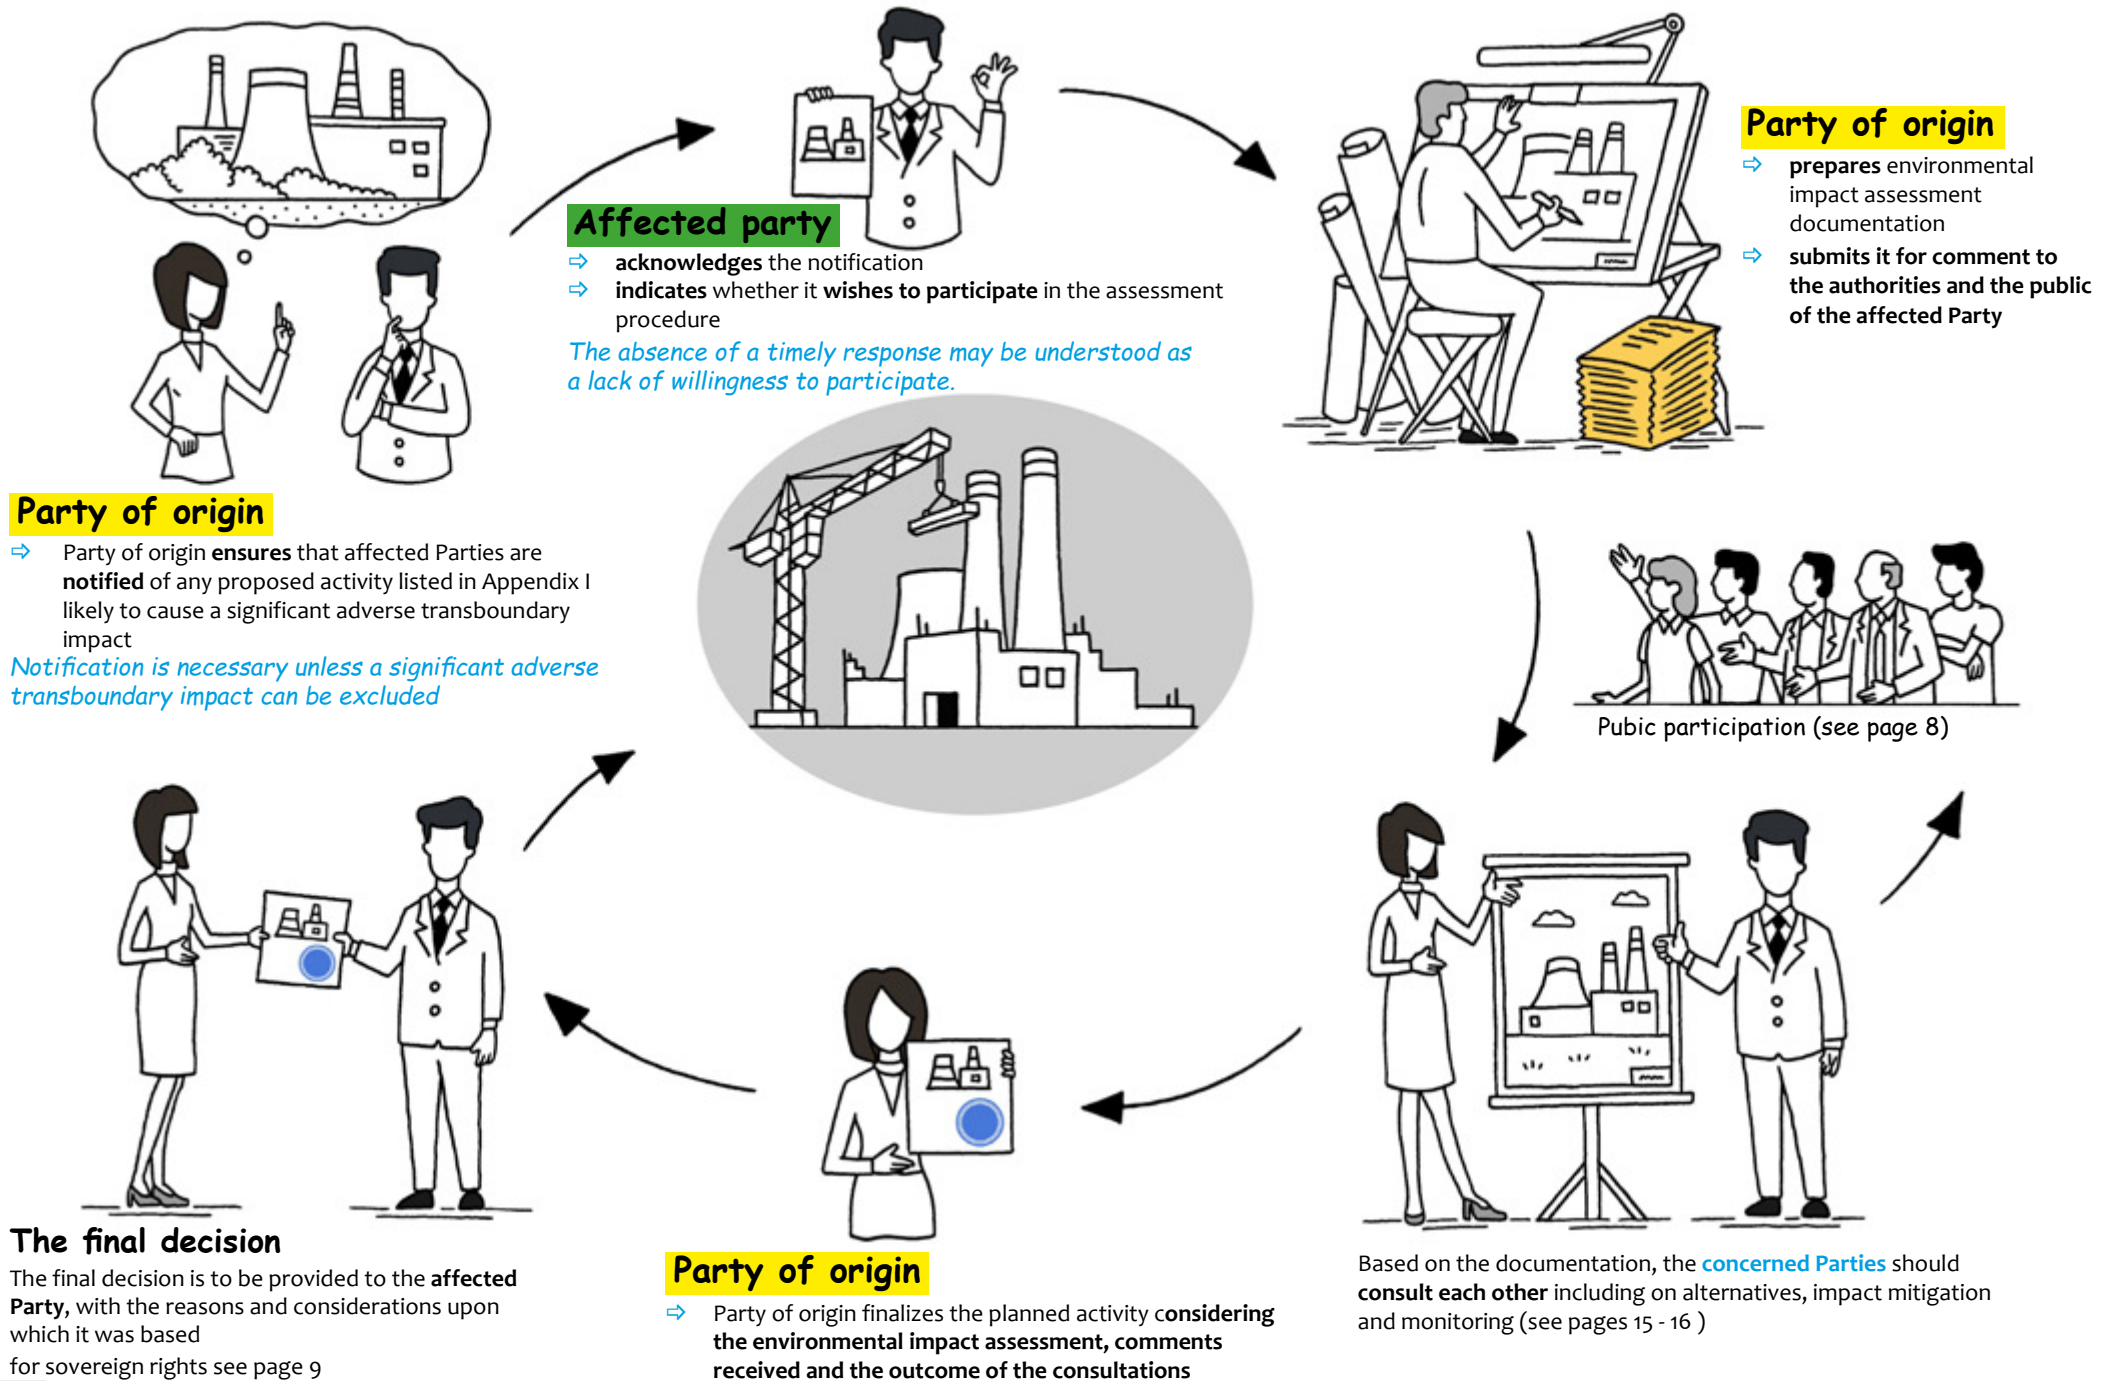 Party of origin
⇨ Party of origin ensures that affected Parties are
notified of any proposed activity listed in Appendix I
likely to cause a significant adverse transboundary
impact
Notification is necessary unless a significant adverse
transboundary impact can be excluded
Affected party
⇨ acknowledges the notification
⇨ indicates whether it wishes to participate in the assessment
procedure
The absence of a timely response may be understood as
a lack of willingness to participate.
Party of origin
⇨ prepares environmental
impact assessment
documentation
⇨ submits it for comment to
the authorities and the public
of the affected Party
Pubic participation (see page 8)
Based on the documentation, the concerned Parties should
consult each other including on alternatives, impact mitigation
and monitoring (see pages 15 - 16 )
Party of origin
⇨ Party of origin finalizes the planned activity considering
the environmental impact assessment, comments
received and the outcome of the consultations
The final decision
The final decision is to be provided to the affected
Party, with the reasons and considerations upon
which it was based
for sovereign rights see page 9